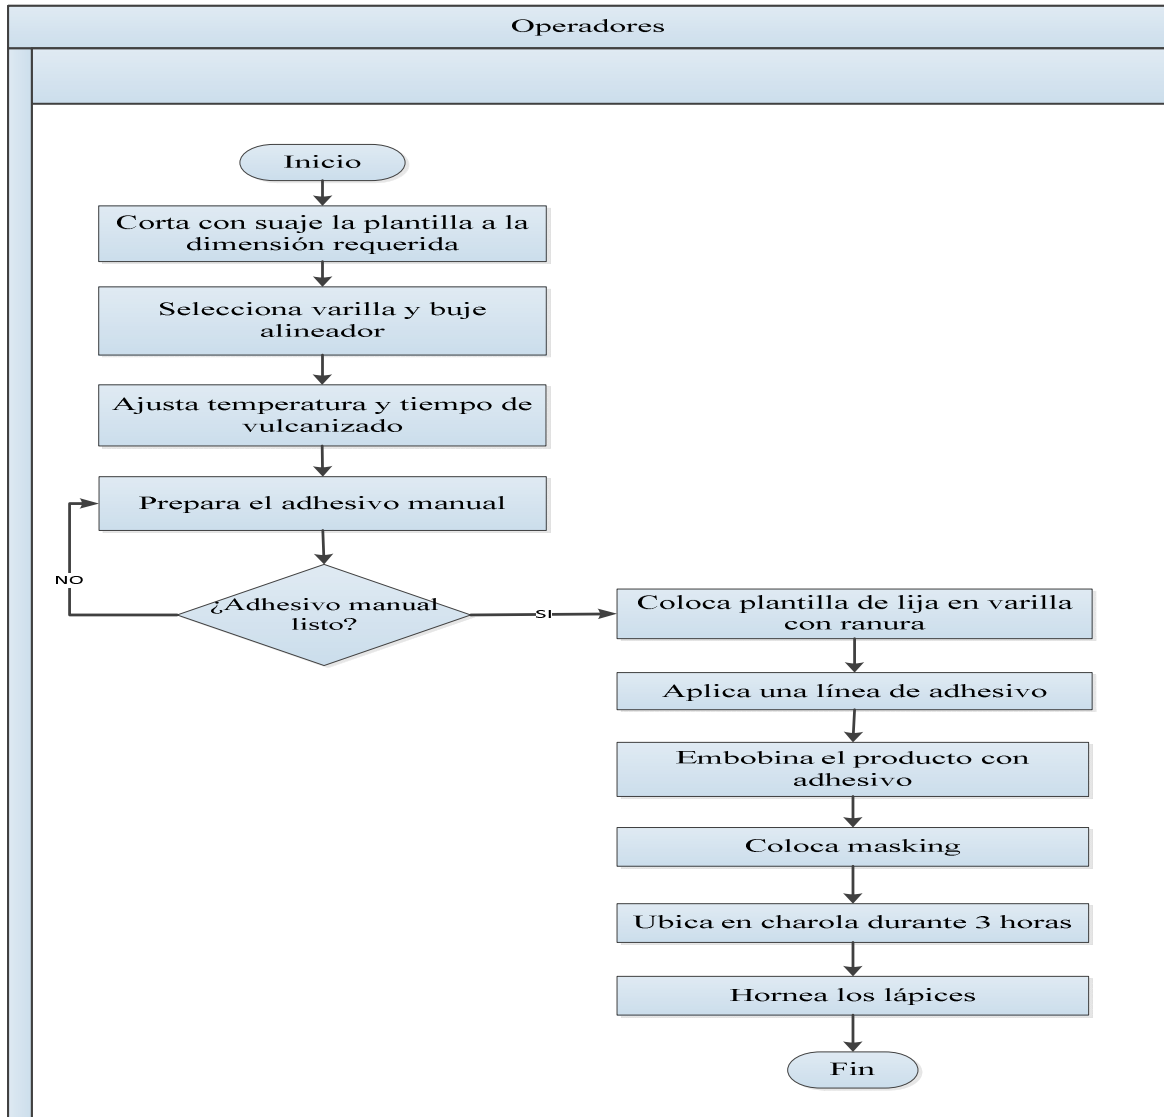 Operadores
Inicio
Corta con suaje la plantilla a la
dimensión requerida
Selecciona varilla y buje
alineador
Ajusta temperatura y tiempo de
vulcanizado
Prepara el adhesivo manual
NO
¿Adhesivo manual
listo?
SI
Coloca plantilla de lija en varilla
con ranura
Aplica una línea de adhesivo
Embobina el producto con
adhesivo
Coloca masking
Ubica en charola durante 3 horas
Hornea los lápices
Fin